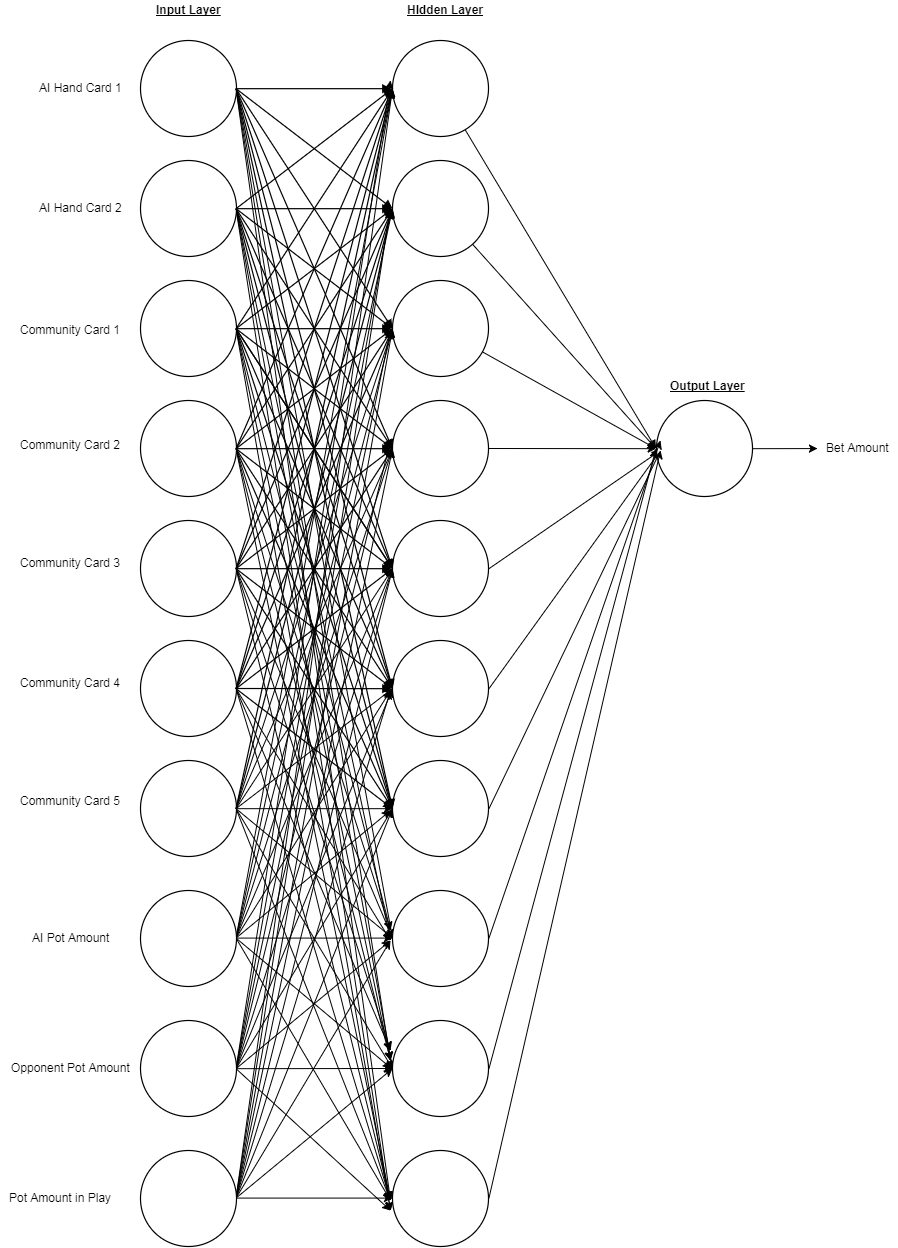 Input Layer
HIdden Layer
AI Hand Card 1
AI Hand Card 2
Community Card 1
Output Layer
Community Card 2
Bet Amount
Community Card 3
Community Card 4
Community Card 5
AI Pot Amount
Opponent Pot Amount
Pot Amount in Play